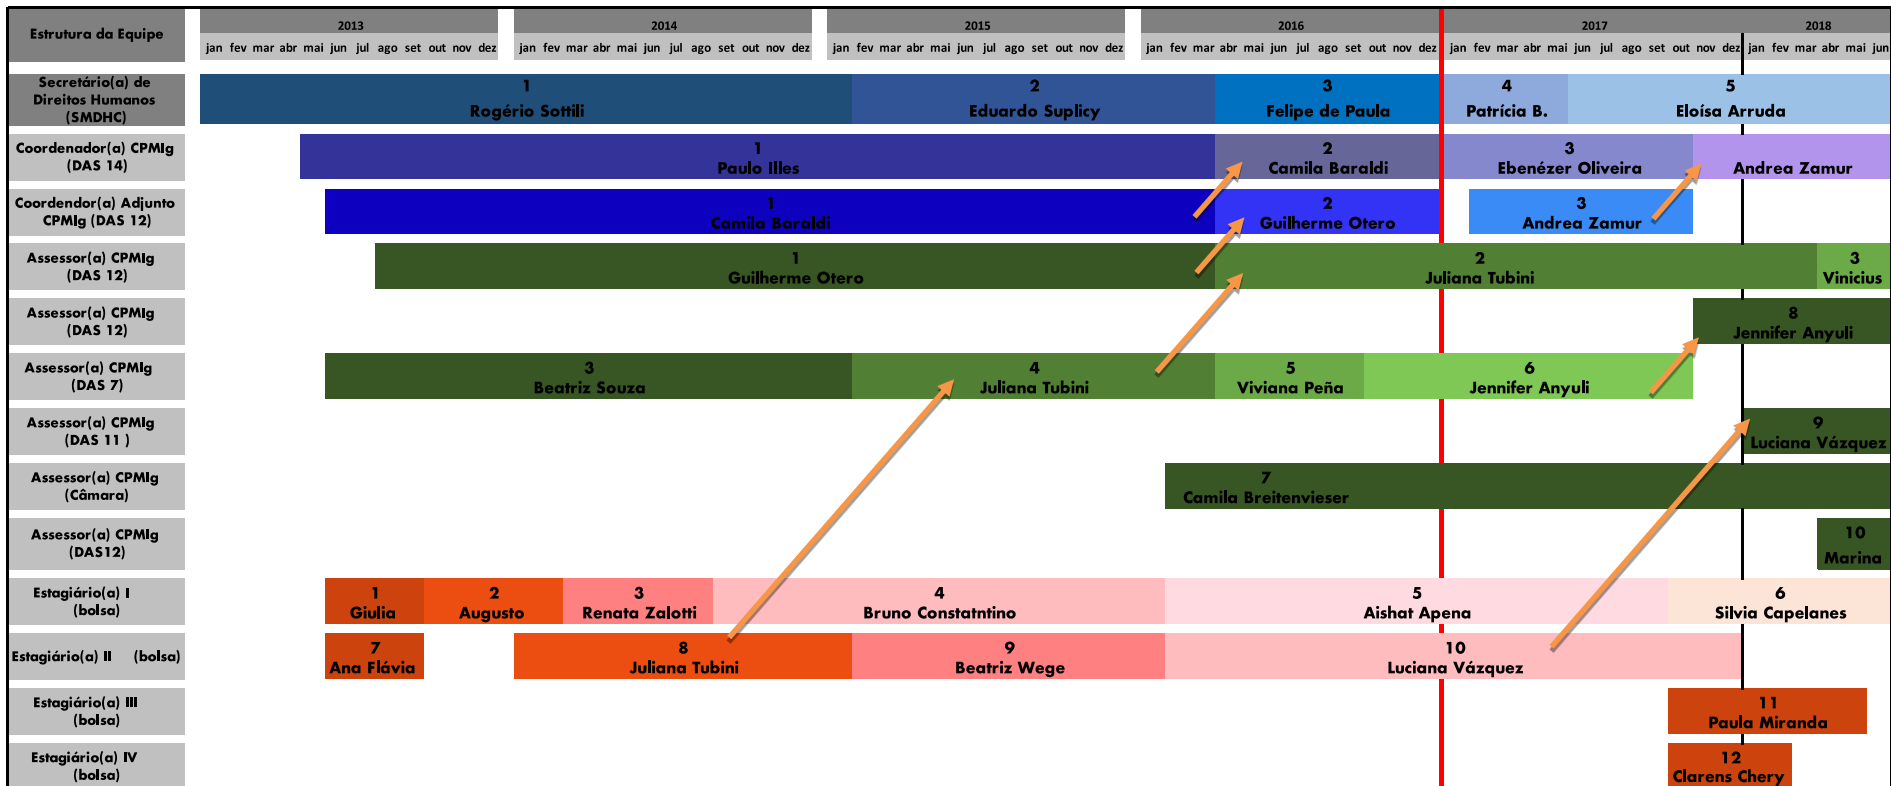 Estrutura da Equipe
2013 2014 2015 2016 2017 2018
jan fev mar abr mai jun jul ago set out nov dez jan fev mar abr mai jun jul ago set out nov dez jan fev mar abr mai jun jul ago set out nov dez jan fev mar abr mai jun jul ago set out nov dez jan fev mar abr mai jun jul ago set out nov dez jan fev mar abr mai jun
Secretário(a) de
Direitos Humanos
(SMDHC)
1 2 3 4 5
Rogério Sottili Eduardo Suplicy Felipe de Paula Patrícia B. Eloísa Arruda
Coordenador(a) CPMIg
(DAS 14)
1 2 3
Paulo Illes Camila Baraldi Ebenézer Oliveira Andrea Zamur
Coordendor(a) Adjunto
CPMIg (DAS 12)
1 2 3
Camila Baraldi Guilherme Otero Andrea Zamur
Assessor(a) CPMIg
(DAS 12)
1 2 3
Guilherme Otero Juliana Tubini Vinicius
Assessor(a) CPMIg
(DAS 12)
8
Jennifer Anyuli
Assessor(a) CPMIg
(DAS 7)
3 4 5 6
Beatriz Souza Juliana Tubini Viviana Peña Jennifer Anyuli
Assessor(a) CPMIg
(DAS 11 )
9
Luciana Vázquez
Assessor(a) CPMIg
(Câmara)
7
Camila Breitenvieser
Assessor(a) CPMIg
(DAS12)
10
Marina
Estagiário(a) I
(bolsa)
1 2 3 4 5 6
Giulia Augusto Renata Zalotti Bruno Constatntino Aishat Apena Silvia Capelanes
Estagiário(a) II (bolsa)
7 8 9 10
Ana Flávia Juliana Tubini Beatriz Wege Luciana Vázquez
Estagiário(a) III
(bolsa)
11
Paula Miranda
Estagiário(a) IV
(bolsa)
12
Clarens Chery